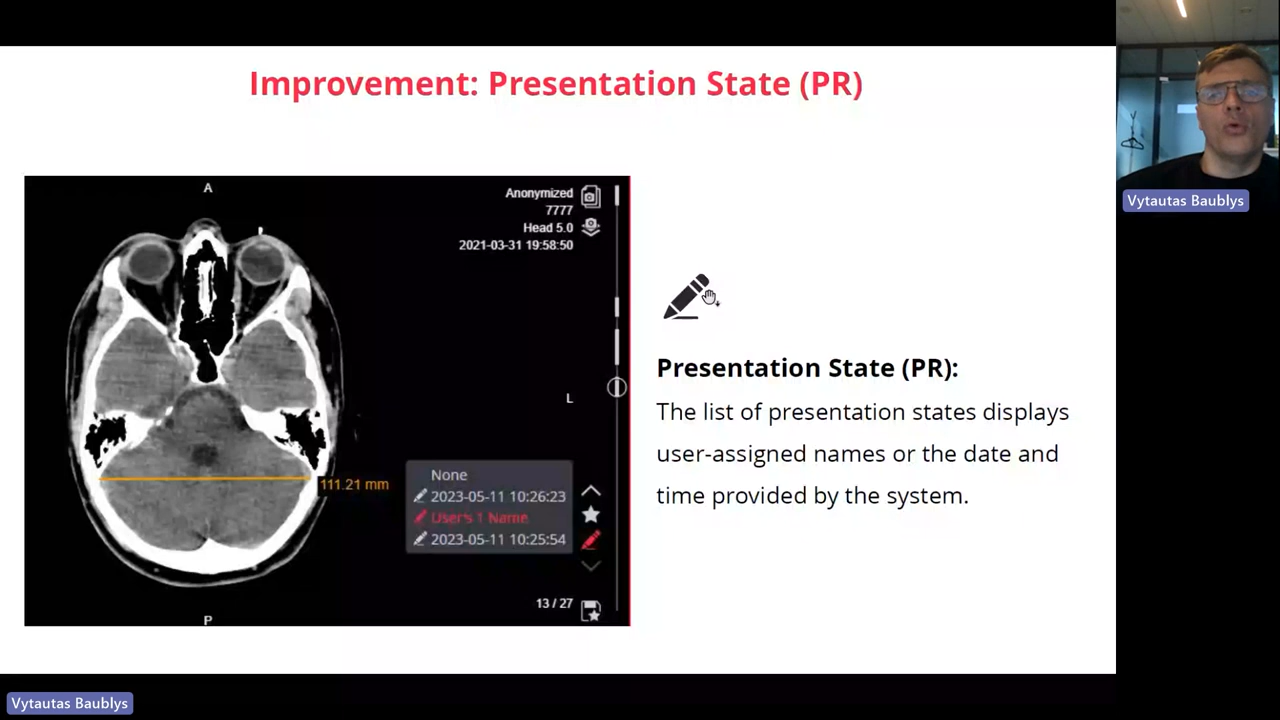 Improvement: Presentation State (PR)
A
Anonymized
7777
Head 5.0
2021-03-31 19:58:50
L
111.21 mm
None
2023-05-11 10:26:23
User's 1 Name
2023-05-11 10:25:54
13 / 27
P
Presentation State (PR):
The list of presentation states displays
user-assigned names or the date and
time provided by the system.
Vytautas Baublys
Vytautas Baublys